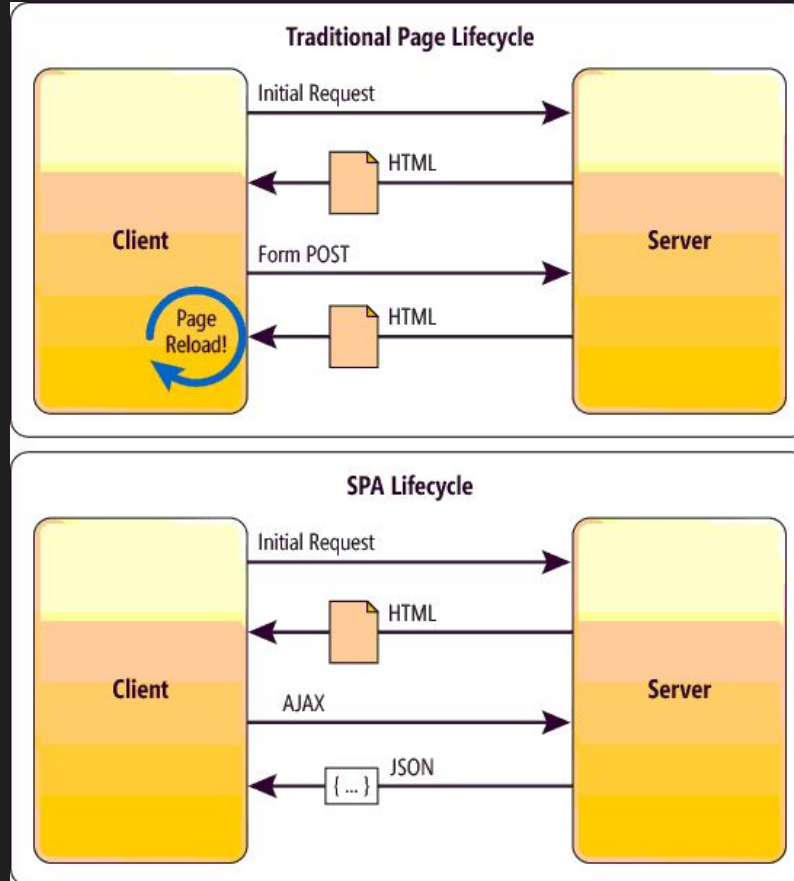 Traditional Page Lifecycle
Initial Request
HTML
Client
Server
Form POST
HTML
Page
Reload!
SPA Lifecycle
Initial Request
HTML
Client
Server
AJAX
JSON
{ ... }